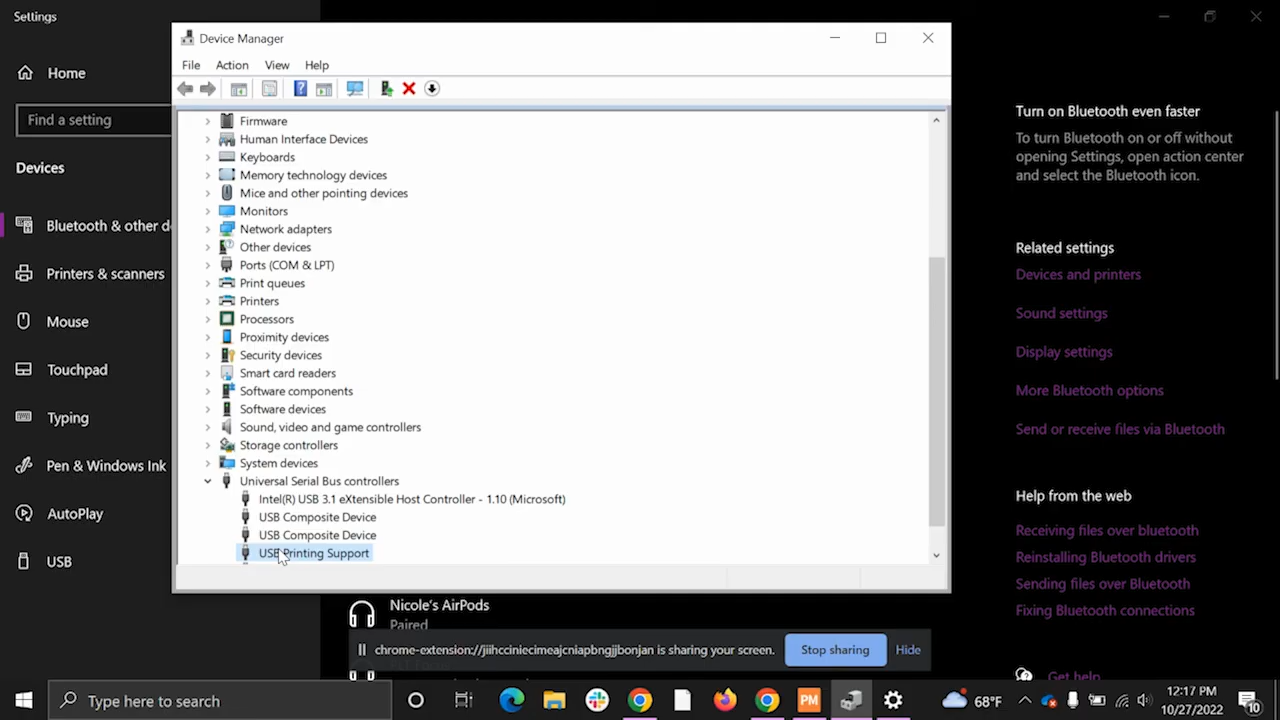 Settings
Home
Find a setting
Devices
Bluetooth & other d
Printers & scanners
Mouse
Touchpad
Typing
Pen & Windows Ink
AutoPlay
USB
Device Manager
File Action View Help
Firmware
Human Interface Devices
Keyboards
Memory technology devices
Mice and other pointing devices
Monitors
Network adapters
Other devices
Ports (COM & LPT)
Print queues
Printers
Processors
Proximity devices
Security devices
Smart card readers
Software components
Software devices
Sound, video and game controllers
Storage controllers
System devices
Universal Serial Bus controllers
Intel(R) USB 3.1 eXtensible Host Controller - 1.10 (Microsoft)
USB Composite Device
USB Composite Device
USB Printing Support
Nicole's AirPods
Paired
chrome-extension://jiihcciniecimeajcniapbngjjbonjan is sharing your screen.
Stop sharing
Hide
Turn on Bluetooth even faster
To turn Bluetooth on or off without
opening Settings, open action center
and select the Bluetooth icon.
Related settings
Devices and printers
Sound settings
Display settings
More Bluetooth options
Send or receive files via Bluetooth
Help from the web
Receiving files over bluetooth
Reinstalling Bluetooth drivers
Sending files over Bluetooth
Fixing Bluetooth connections
Get help
Type here to search
PM
68°F
12:17 PM
10/27/2022
10